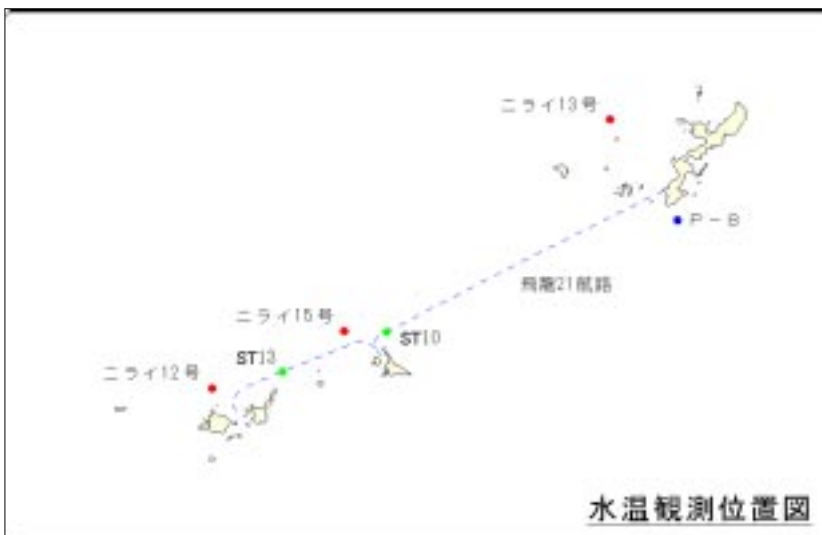 ニライ13号
P－B
飛龍21航路
ニライ15号
ST10
ST13
ニライ12号
水温観測位置図